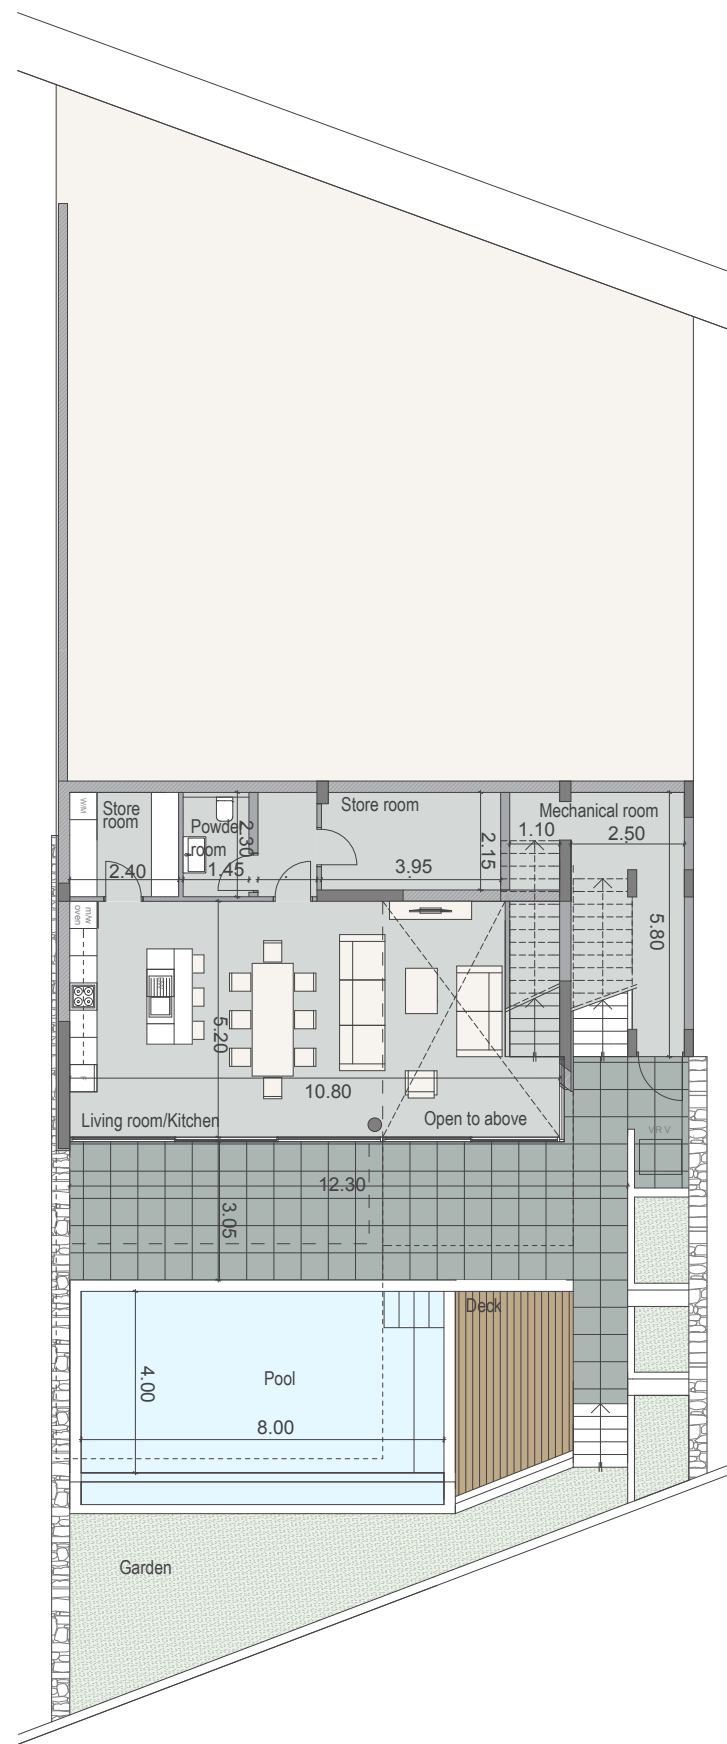 W/M
Store
room
Powder
room
2.30
2.40
1.45
Store room
3.95
2.15
Mechanical room
1.10
2.50
5.80
m/w
oven
F
5.20
10.80
Living room/Kitchen
Open to above
VRV
12.30
3.05
Deck
Pool
4.00
8.00
Garden